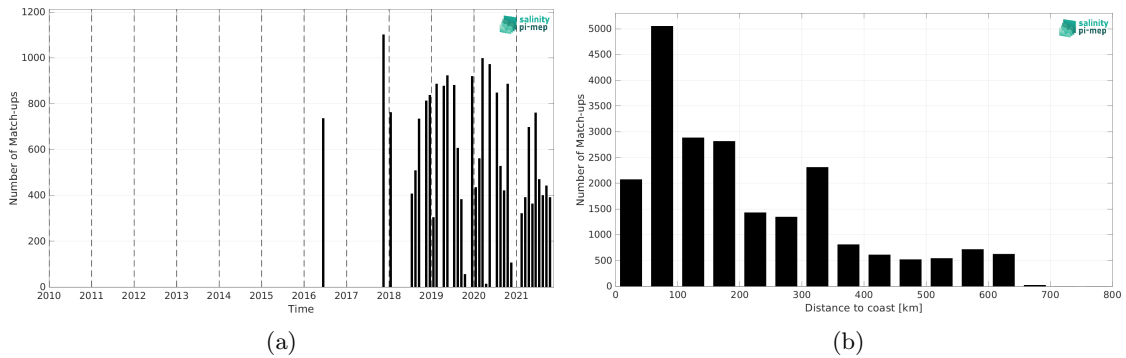 1200
1000
800
600
400
200
0
Number of Match-ups
2010 2011 2012 2013 2014 2015 2016 2017 2018 2019 2020 2021
Time
salinity
pi-mep
(a)
5000
4500
4000
3500
3000
2500
2000
1500
1000
500
0
Number of Match-ups
0 100 200 300 400 500 600 700 800
Distance to coast [km]
salinity
pi-mep
(b)